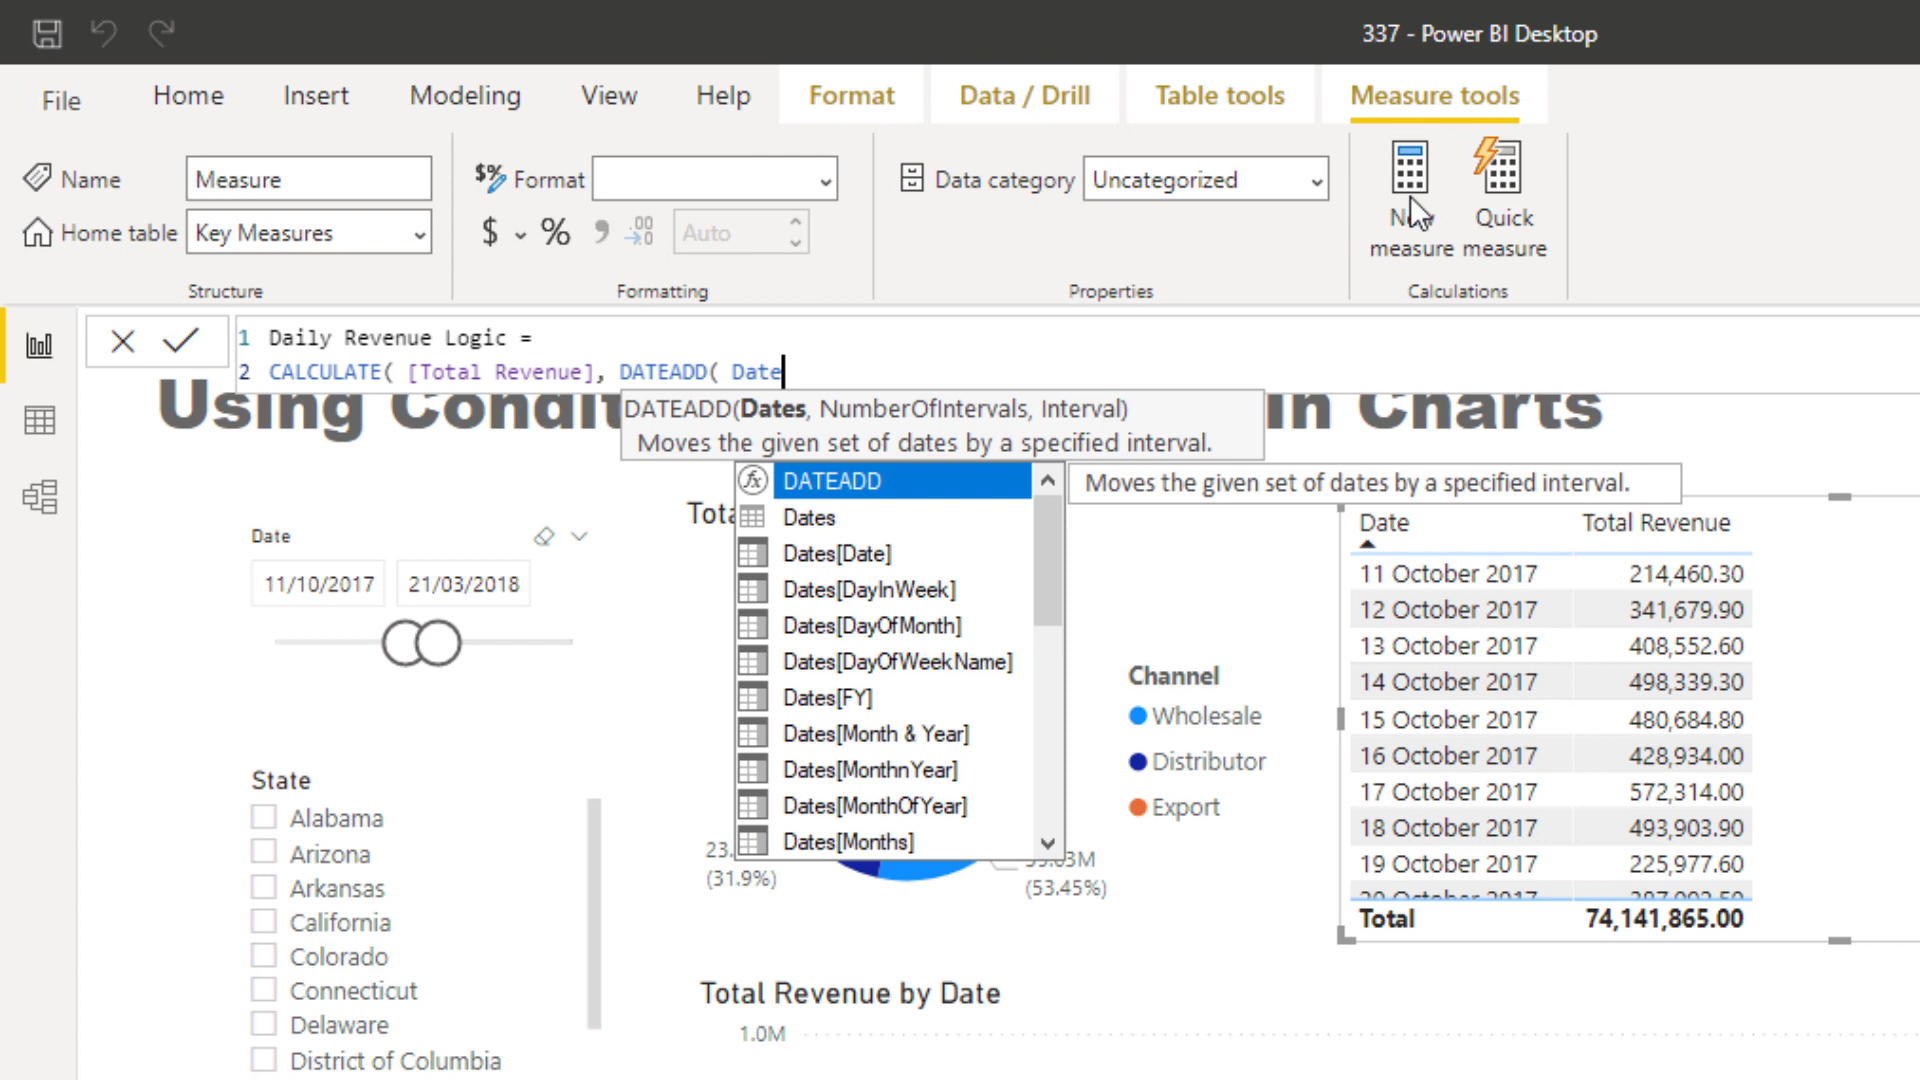 337 - Power BI Desktop
File Home Insert Modeling View Help Format Data / Drill Table tools Measure tools
Name Measure
Home table Key Measures
Structure
$% Format
$ % , .00 Auto
Formatting
Data category Uncategorized
Properties
measure
Quick
measure
Calculations
1 Daily Revenue Logic =
2 CALCULATE( [Total Revenue], DATEADD( Date
DATEADD(Dates, NumberOfIntervals, Interval)
Moves the given set of dates by a specified interval.
Using in Charts
DATEADD
Dates
Dates[Date]
Dates[DayInWeek]
Dates[DayOfMonth]
Dates[DayOfWeekName]
Dates[FY]
Dates[Month & Year]
Dates[MonthnYear]
Dates[MonthOfYear]
Dates[Months]
Moves the given set of dates by a specified interval.
Date
11/10/2017 21/03/2018
State
Alabama
Arizona
Arkansas
California
Colorado
Connecticut
Delaware
District of Columbia
(31.9%)
(53.45%)
Channel
Wholesale
Distributor
Export
Date Total Revenue
11 October 2017 214,460.30
12 October 2017 341,679.90
13 October 2017 408,552.60
14 October 2017 498,339.30
15 October 2017 480,684.80
16 October 2017 428,934.00
17 October 2017 572,314.00
18 October 2017 493,903.90
19 October 2017 225,977.60
Total 74,141,865.00
Total Revenue by Date
1.0M